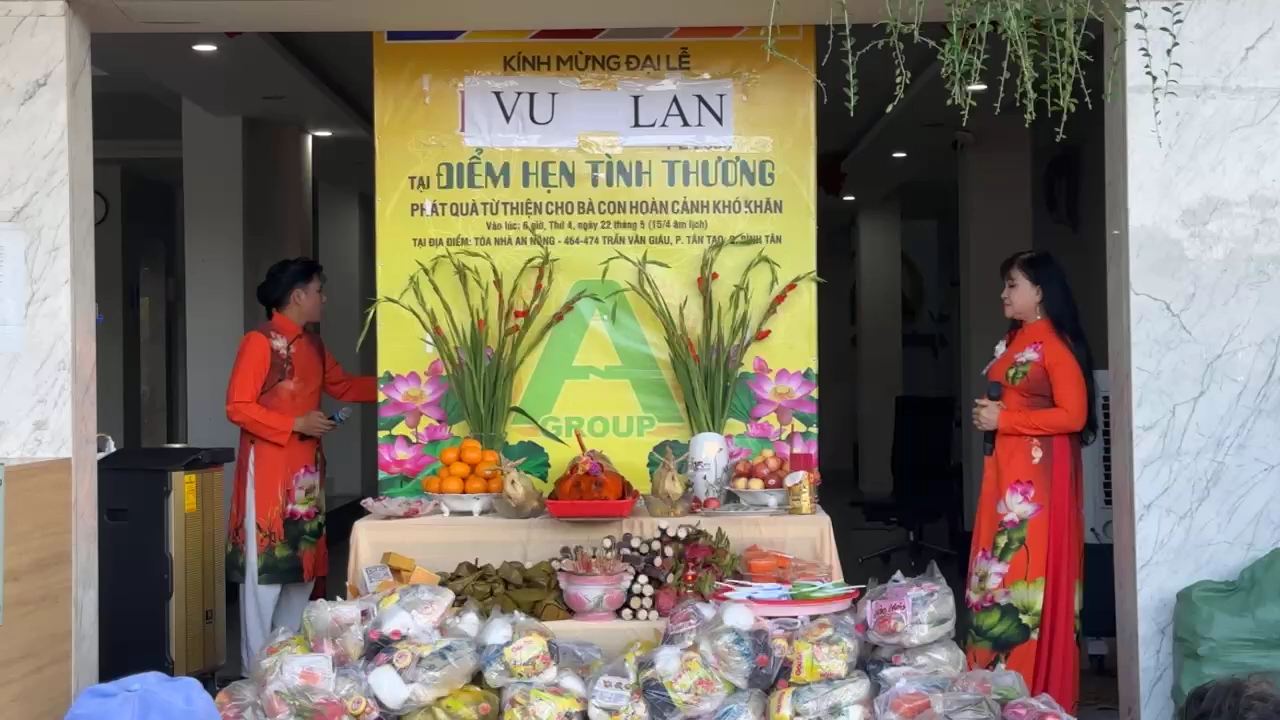 KÍNH MỪNG ĐẠI LỄ
VU LAN
TẠI ĐIỂM HẸN TÌNH THƯƠNG
PHÁT QUÀ TỪ THIỆN CHO BÀ CON HOÀN CẢNH KHÓ KHĂN
Vào lúc: 6 giờ, Thứ 4, ngày 22 tháng 5 (15/4 âm lịch)
TẠI ĐỊA ĐIỂM: TÒA NHÀ AN NÔNG - 464-474 TRẦN VĂN GIÀU, P. TÂN TẠO, Q. BÌNH TÂN
A
GROUP